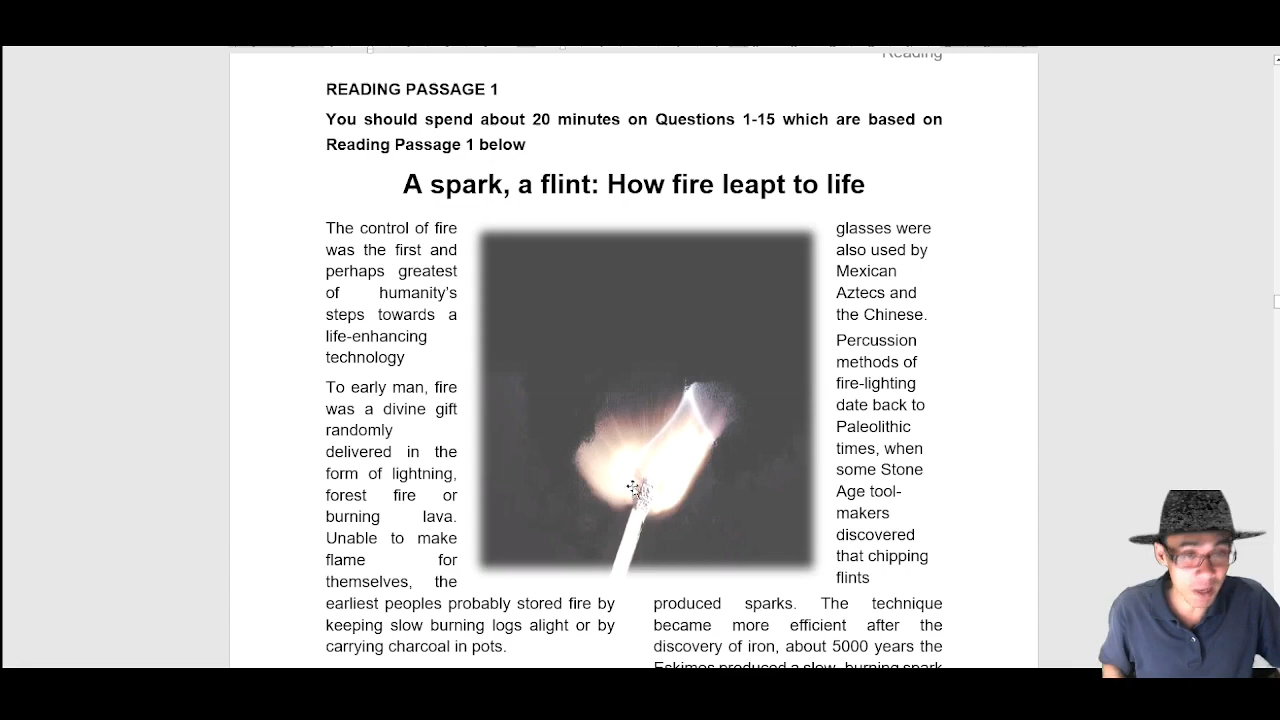 Reading
READING PASSAGE 1
You should spend about 20 minutes on Questions 1-15 which are based on
Reading Passage 1 below
A spark, a flint: How fire leapt to life
The control of fire
was the first and
perhaps greatest
of humanity's
steps towards a
life-enhancing
technology
To early man, fire
was a divine gift
randomly
delivered in the
form of lightning,
forest fire or
burning lava.
Unable to make
flame for
themselves, the
earliest peoples probably stored fire by
keeping slow burning logs alight or by
carrying charcoal in pots.
glasses were
also used by
Mexican
Aztecs and
the Chinese.
Percussion
methods of
fire-lighting
date back to
Paleolithic
times, when
some Stone
Age tool-
makers
discovered
that chipping
flints
produced sparks. The technique
became more efficient after the
discovery of iron, about 5000 years the
Eskimos produced a slow, burning spark